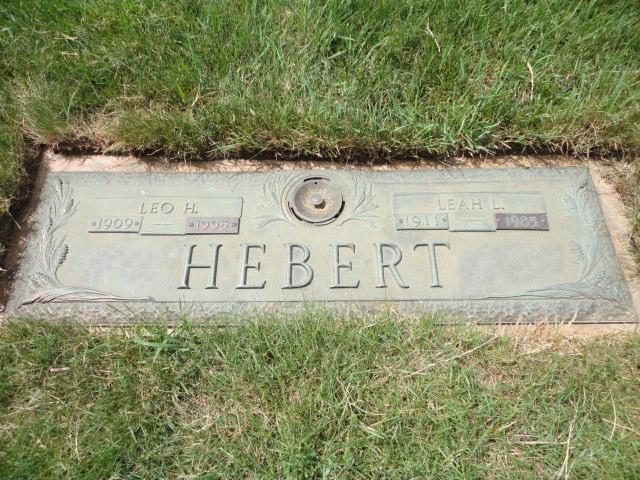 LEO H.
1909 — 1995
LEAH L.
1911 — 1985
HEBERT